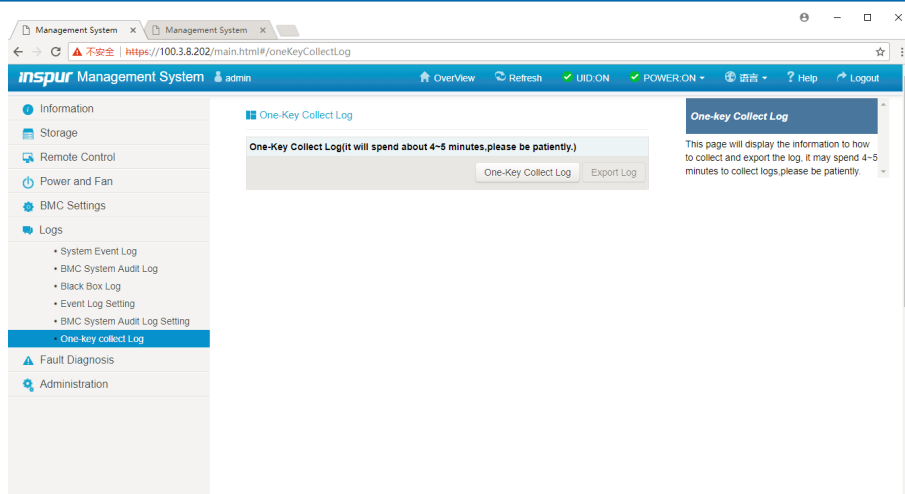 Management System
Management System
不安全 | https://100.3.8.202/main.html#/oneKeyCollectLog
inspur Management System admin OverView Refresh UID:ON POWER:ON 语言 Help Logout
Information
Storage
Remote Control
Power and Fan
BMC Settings
Logs
• System Event Log
• BMC System Audit Log
• Black Box Log
• Event Log Setting
• BMC System Audit Log Setting
• One-key collect Log
Fault Diagnosis
Administration
One-Key Collect Log
One-Key Collect Log(it will spend about 4~5 minutes,please be patiently.)
One-Key Collect Log Export Log
One-key Collect Log
This page will display the information to how
to collect and export the log, it may spend 4~5
minutes to collect logs,please be patiently.